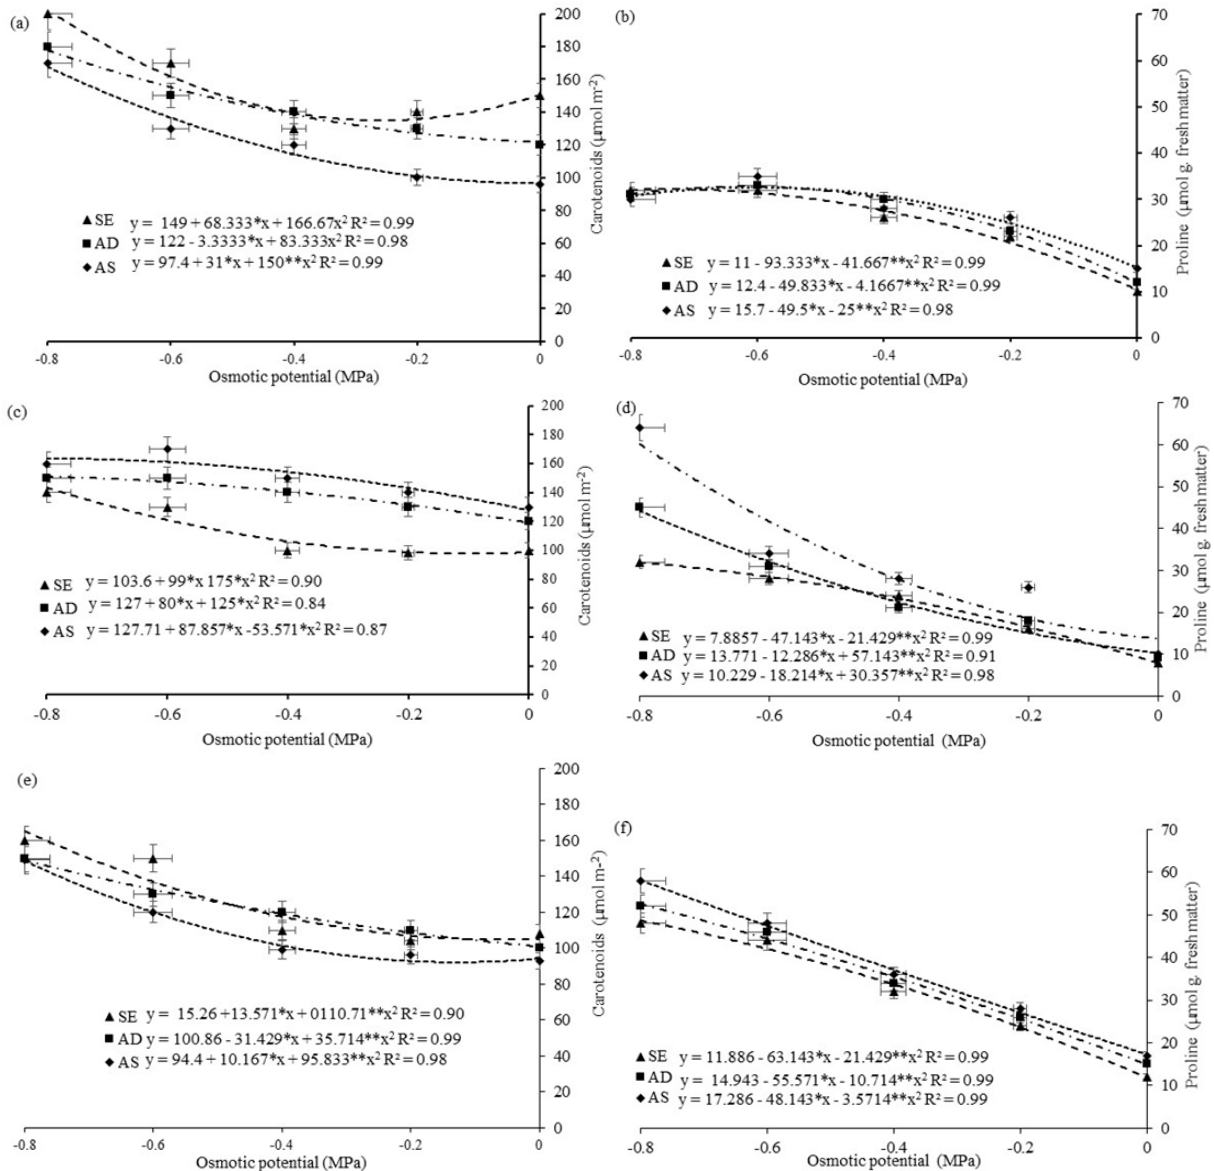 (a)
200
180
160
140
120
100
80
60
40
20
0
Carotenoids (μmol m-2)
▲ SE y = 149 + 68.333*x + 166.67x2 R2 = 0.99
■ AD y = 122 - 3.3333*x + 83.333x2 R2 = 0.98
◆ AS y = 97.4 + 31*x + 150**x2 R2 = 0.99
-0.8 -0.6 -0.4 -0.2 0
Osmotic potential (MPa)
(b)
70
60
50
40
30
20
10
0
Proline (μmol g. fresh matter)
▲ SE y = 11 - 93.333*x - 41.667**x2 R2 = 0.99
■ AD y = 12.4 - 49.833*x - 4.1667**x2 R2 = 0.99
◆ AS y = 15.7 - 49.5*x - 25**x2 R2 = 0.98
-0.8 -0.6 -0.4 -0.2 0
Osmotic potential (MPa)
(c)
200
180
160
140
120
100
80
60
40
20
0
Carotenoids (μmol m-2)
▲ SE y = 103.6 + 99*x 175*x2 R2 = 0.90
■ AD y = 127 + 80*x + 125*x2 R2 = 0.84
◆ AS y = 127.71 + 87.857*x -53.571*x2 R2 = 0.87
-0.8 -0.6 -0.4 -0.2 0
Osmotic potential (MPa)
(d)
70
60
50
40
30
20
10
0
Proline (μmol g. fresh matter)
▲ SE y = 7.8857 - 47.143*x - 21.429**x2 R2 = 0.99
■ AD y = 13.771 - 12.286*x + 57.143**x2 R2 = 0.91
◆ AS y = 10.229 - 18.214*x + 30.357**x2 R2 = 0.98
-0.8 -0.6 -0.4 -0.2 0
Osmotic potential (MPa)
(e)
200
180
160
140
120
100
80
60
40
20
0
Carotenoids (μmol m-2)
▲ SE y = 15.26 +13.571*x + 0110.71**x2 R2 = 0.90
■ AD y = 100.86 - 31.429*x + 35.714**x2 R2 = 0.99
◆ AS y = 94.4 + 10.167*x + 95.833**x2 R2 = 0.98
-0.8 -0.6 -0.4 -0.2 0
Osmotic potential (MPa)
(f)
70
60
50
40
30
20
10
0
Proline (μmol g. fresh matter)
▲ SE y = 11.886 - 63.143*x - 21.429**x2 R2 = 0.99
■ AD y = 14.943 - 55.571*x - 10.714**x2 R2 = 0.99
◆ AS y = 17.286 - 48.143*x - 3.5714**x2 R2 = 0.99
-0.8 -0.6 -0.4 -0.2 0
Osmotic potential (MPa)